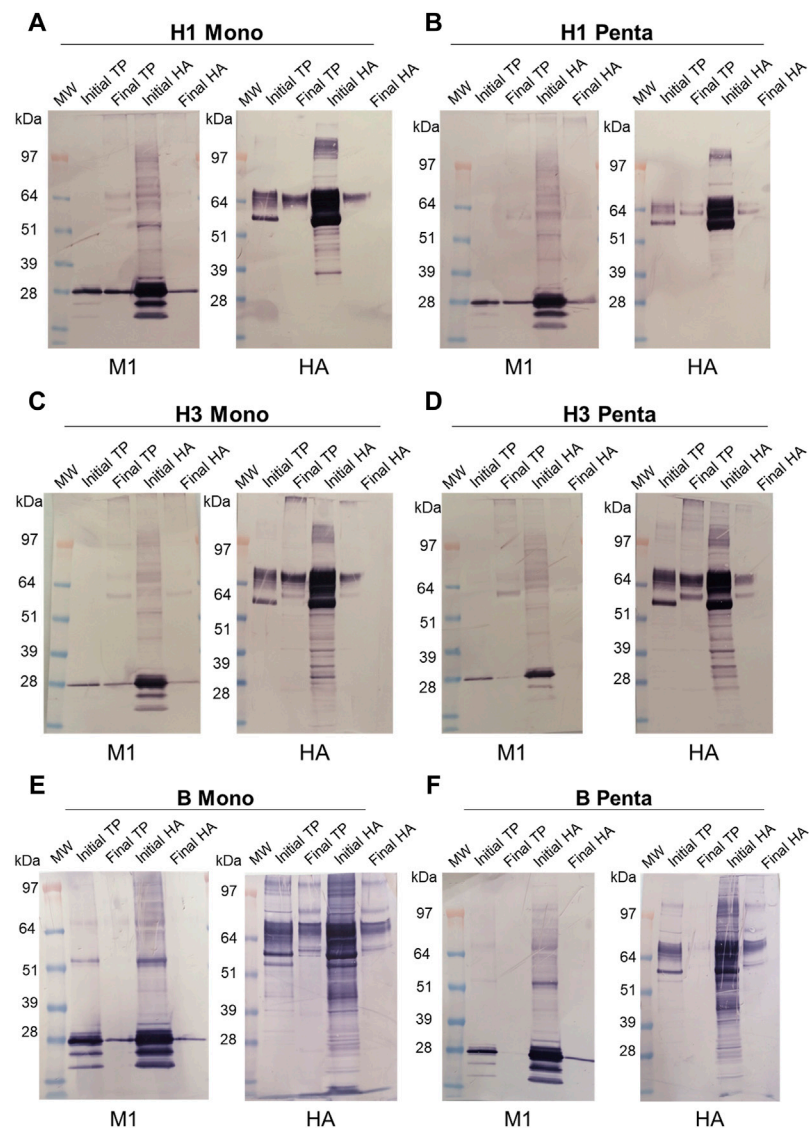 A
H1 Mono
MW Initial TP Final TP Initial HA Final HA
MW Initial TP Final TP Initial HA Final HA
kDa
97
64
51
39
28
kDa
97
64
51
39
28
M1
HA
B
H1 Penta
MW Initial TP Final TP Initial HA Final HA
MW Initial TP Final TP Initial HA Final HA
kDa
97
64
51
39
28
kDa
97
64
51
39
28
M1
HA
C
H3 Mono
MW Initial TP Final TP Initial HA Final HA
MW Initial TP Final TP Initial HA Final HA
kDa
97
64
51
39
28
kDa
97
64
51
39
28
M1
HA
D
H3 Penta
MW Initial TP Final TP Initial HA Final HA
MW Initial TP Final TP Initial HA Final HA
kDa
97
64
51
39
28
kDa
97
64
51
39
28
M1
HA
E
B Mono
MW Initial TP Final TP Initial HA Final HA
MW Initial TP Final TP Initial HA Final HA
kDa
97
64
51
39
28
kDa
97
64
51
39
28
M1
HA
F
B Penta
MW Initial TP Final TP Initial HA Final HA
MW Initial TP Final TP Initial HA Final HA
kDa
97
64
51
39
28
kDa
97
64
51
39
28
M1
HA